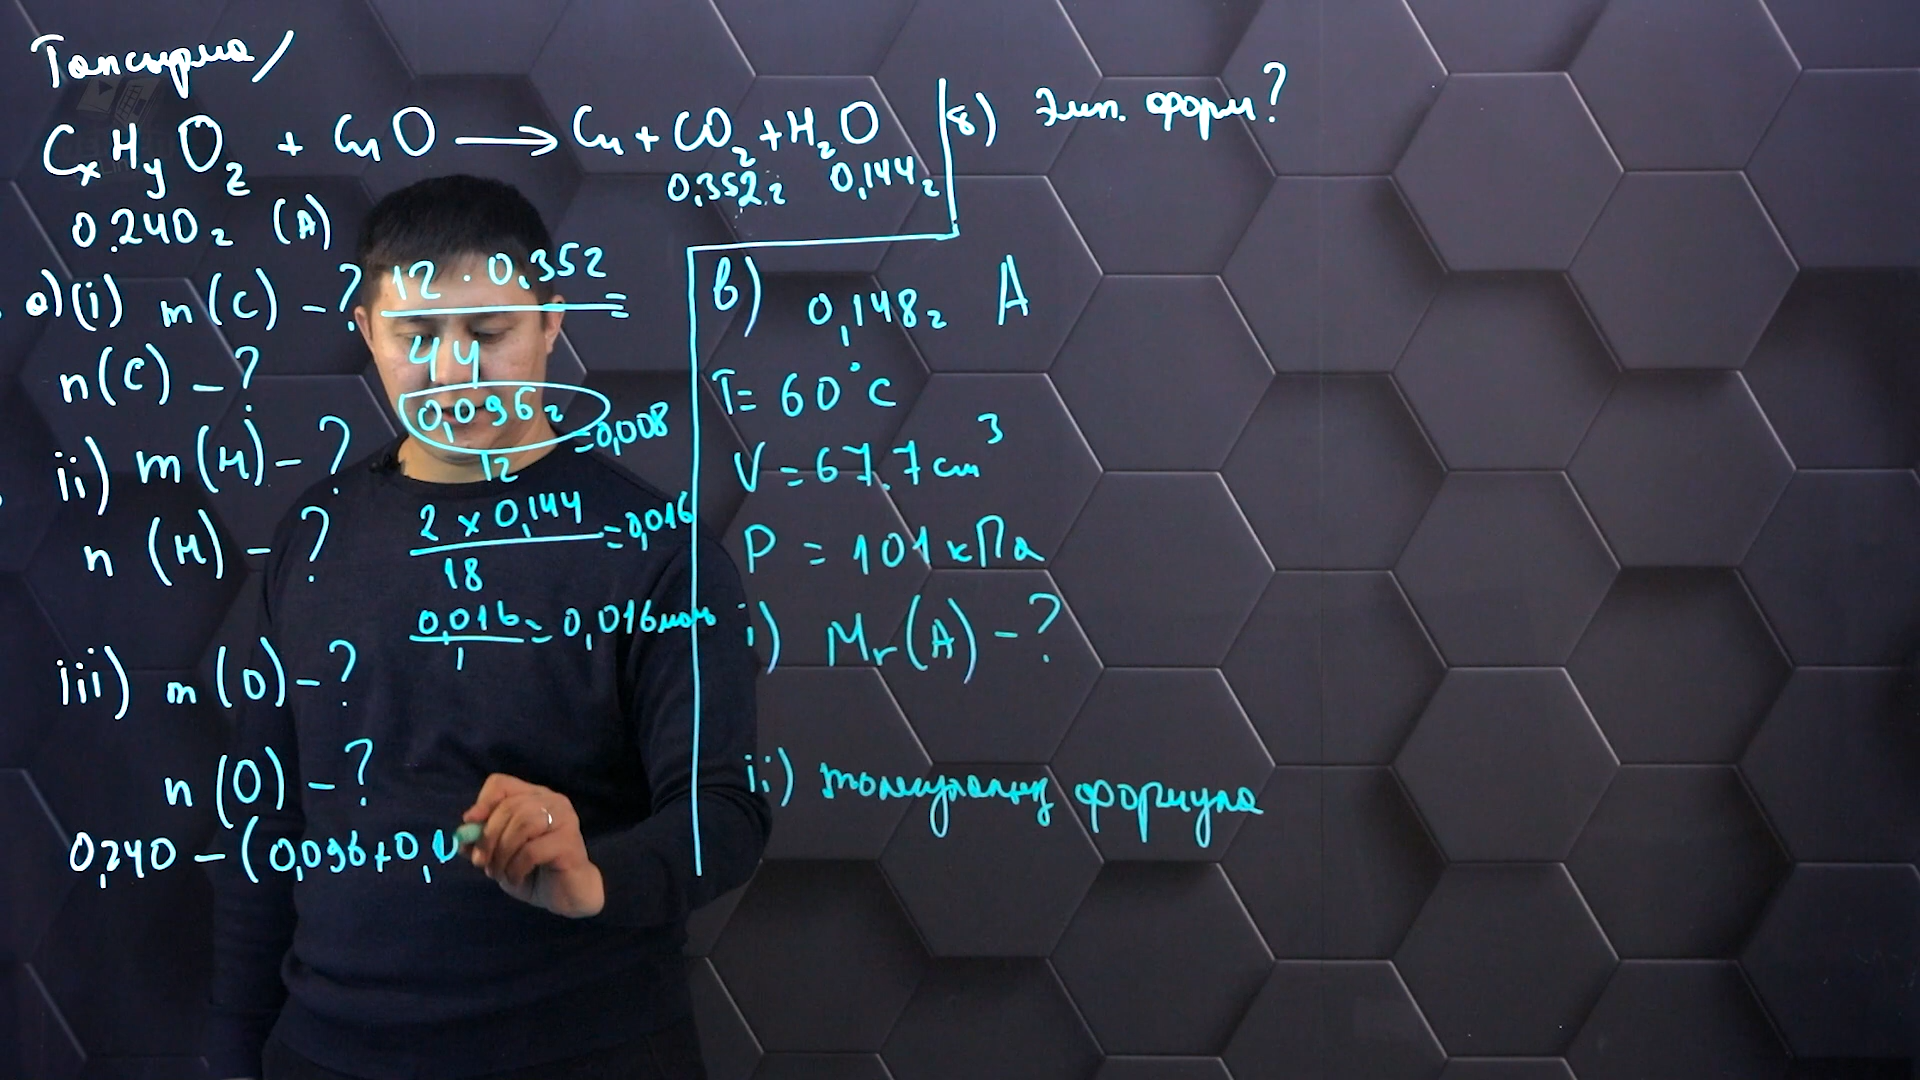 Тапсырма/
CxHyOz + CuO → Cu + CO2 + H2O
0,352г 0,144г
0.240г (A)
а)(i) m(C) - ? 12 · 0,352 =
44
n(C) - ? 0,096г
12 = 0,008
ii) m(H) - ? 2 x 0,144 = 0,016
18
n(H) - ? 0,016 = 0,016моль
1
iii) m(O) - ?
n(O) - ?
0,240 - (0,096 + 0,0
б) Эмп. форм?
в) 0,148г A
T = 60°C
V = 67.7 cm³
P = 101 кПа
i) Mr(A) - ?
ii) молекулалық формула